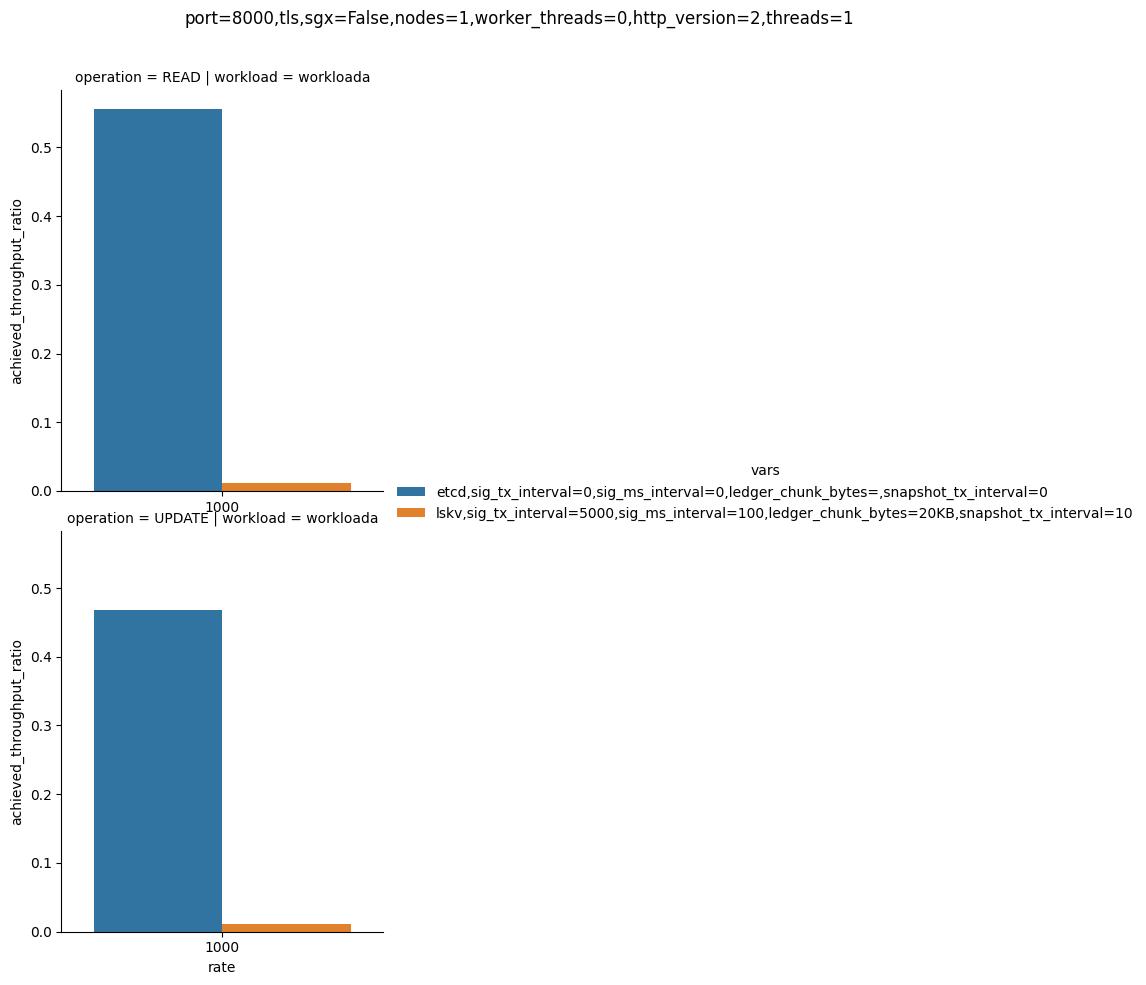 port=8000,tls,sgx=False,nodes=1,worker_threads=0,http_version=2,threads=1
operation = READ | workload = workloada
achieved_throughput_ratio
0.5
0.4
0.3
0.2
0.1
0.0
1000
vars
etcd,sig_tx_interval=0,sig_ms_interval=0,ledger_chunk_bytes=,snapshot_tx_interval=0
lskv,sig_tx_interval=5000,sig_ms_interval=100,ledger_chunk_bytes=20KB,snapshot_tx_interval=10
operation = UPDATE | workload = workloada
achieved_throughput_ratio
0.5
0.4
0.3
0.2
0.1
0.0
1000
rate